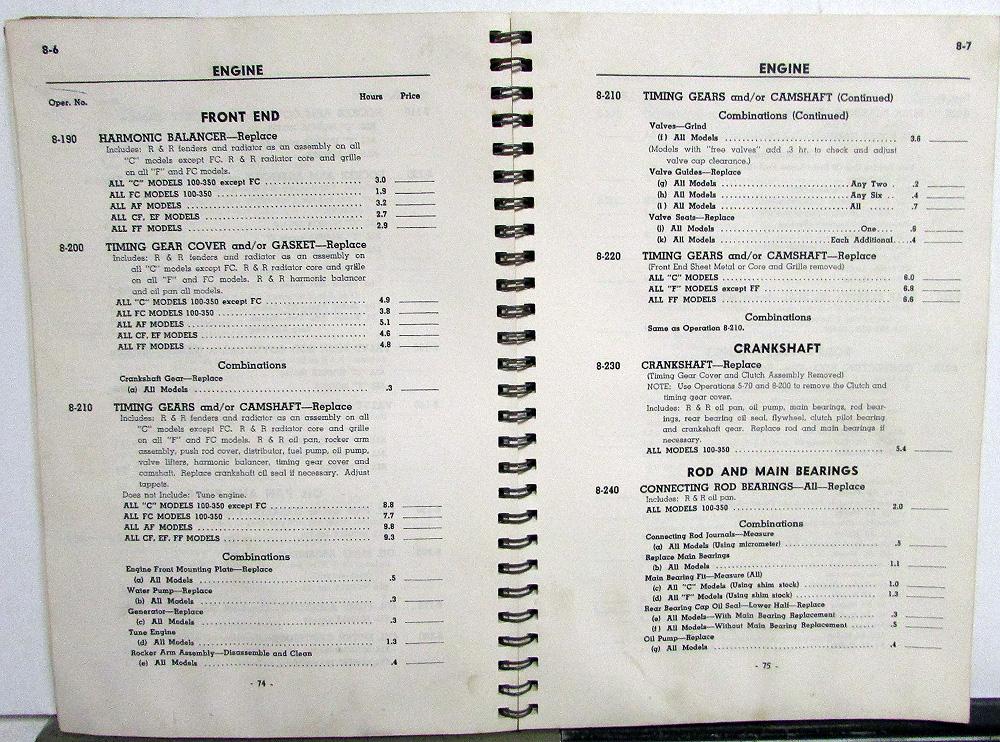 8-6
ENGINE
Oper. No. Hours Price
FRONT END
8-190 HARMONIC BALANCER—Replace
Includes: R & R fenders and radiator as an assembly on all
"C" models except FC. R & R radiator core and grille
on all "F" and FC models.
ALL "C" MODELS 100-350 except FC 3.0
ALL FC MODELS 100-350 1.9
ALL AF MODELS 3.2
ALL CF, EF MODELS 2.7
ALL FF MODELS 2.9
8-200 TIMING GEAR COVER and/or GASKET—Replace
Includes: R & R fenders and radiator as an assembly on
all "C" models except FC. R & R radiator core and grille
on all "F" and FC models. R & R harmonic balancer
and oil pan all models.
ALL "C" MODELS 100-350 except FC 4.9
ALL FC MODELS 100-350 3.8
ALL AF MODELS 5.1
ALL CF, EF MODELS 4.6
ALL FF MODELS 4.8
Combinations
Crankshaft Gear—Replace
(a) All Models .3
8-210 TIMING GEARS and/or CAMSHAFT—Replace
Includes: R & R fenders and radiator as an assembly on all
"C" models except FC. R & R radiator core and grille
on all "F" and FC models. R & R oil pan, rocker arm
assembly, push rod cover, distributor, fuel pump, oil pump,
valve lifters, harmonic balancer, timing gear cover and
camshaft. Replace crankshaft oil seal if necessary. Adjust
tappets.
Does not Include: Tune engine.
ALL "C" MODELS 100-350 except FC 8.8
ALL FC MODELS 100-350 7.7
ALL AF MODELS 9.8
ALL CF, EF, FF MODELS 9.3
Combinations
Engine Front Mounting Plate—Replace
(a) All Models .5
Water Pump—Replace
(b) All Models .3
Generator—Replace
(c) All Models .3
Tune Engine
(d) All Models 1.3
Rocker Arm Assembly—Disassemble and Clean
(e) All Models .4
- 74 -
8-7
ENGINE
8-210 TIMING GEARS and/or CAMSHAFT (Continued)
Combinations (Continued)
Valves—Grind
(f) All Models 3.6
(Models with "free valves" add .3 hr. to check and adjust
valve cap clearance.)
Valve Guides—Replace
(g) All Models Any Two .2
(h) All Models Any Six .4
(i) All Models All .7
Valve Seats—Replace
(j) All Models One
(k) All Models Each Additional .4
8-220 TIMING GEARS and/or CAMSHAFT—Replace
(Front End Sheet Metal or Core and Grille removed)
ALL "C" MODELS 6.0
ALL "F" MODELS except FF 6.8
ALL FF MODELS 6.6
Combinations
Same as Operation 8-210.
CRANKSHAFT
8-230 CRANKSHAFT—Replace
(Timing Gear Cover and Clutch Assembly Removed)
NOTE: Use Operations 5-70 and 8-200 to remove the Clutch and
timing gear cover.
Includes: R & R oil pan, oil pump, main bearings, rod bear-
ings, rear bearing oil seal, flywheel, clutch pilot bearing
and crankshaft gear. Replace rod and main bearings if
necessary.
ALL MODELS 100-350 5.4
ROD AND MAIN BEARINGS
8-240 CONNECTING ROD BEARINGS—All—Replace
Includes: R & R oil pan.
ALL MODELS 100-350 2.0
Combinations
Connecting Rod Journals—Measure
(a) All Models (Using micrometer) .5
Replace Main Bearings
(b) All Models 1.1
Main Bearing Fit—Measure (All)
(c) All "C" Models (Using shim stock) 1.0
(d) All "F" Models (Using shim stock) 1.3
Rear Bearing Cap Oil Seal—Lower Half—Replace
(e) All Models—With Main Bearing Replacement .3
(f) All Models—Without Main Bearing Replacement .5
Oil Pump—Replace
(g) All Models .4
- 75 -